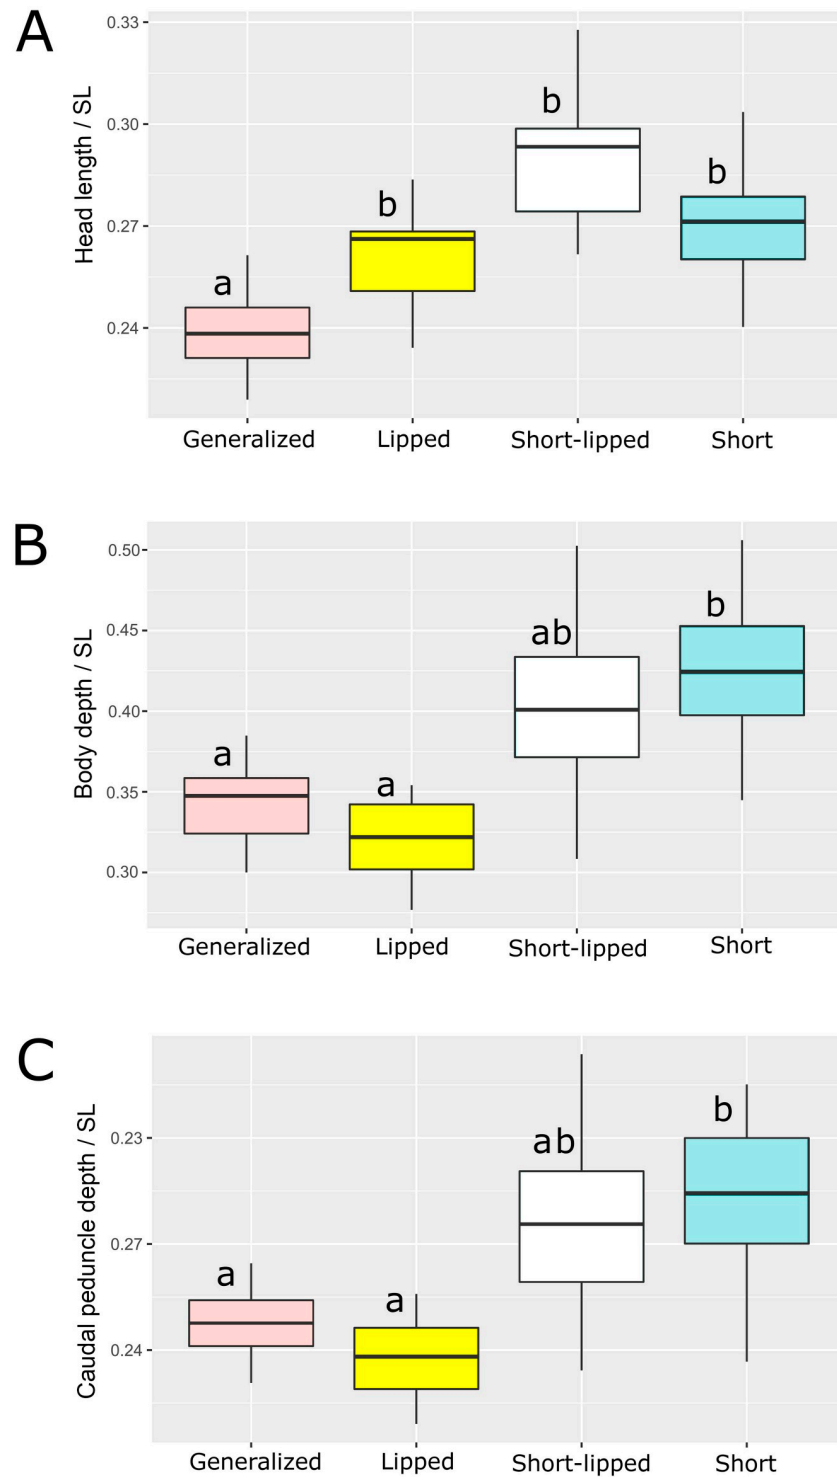 A
Head length / SL
0.33
0.30
0.27
0.24
a
b
b
b
Generalized Lipped Short-lipped Short
B
Body depth / SL
0.50
0.45
0.40
0.35
0.30
a
a
ab
b
Generalized Lipped Short-lipped Short
C
Caudal peduncle depth / SL
0.23
0.27
0.24
a
a
ab
b
Generalized Lipped Short-lipped Short